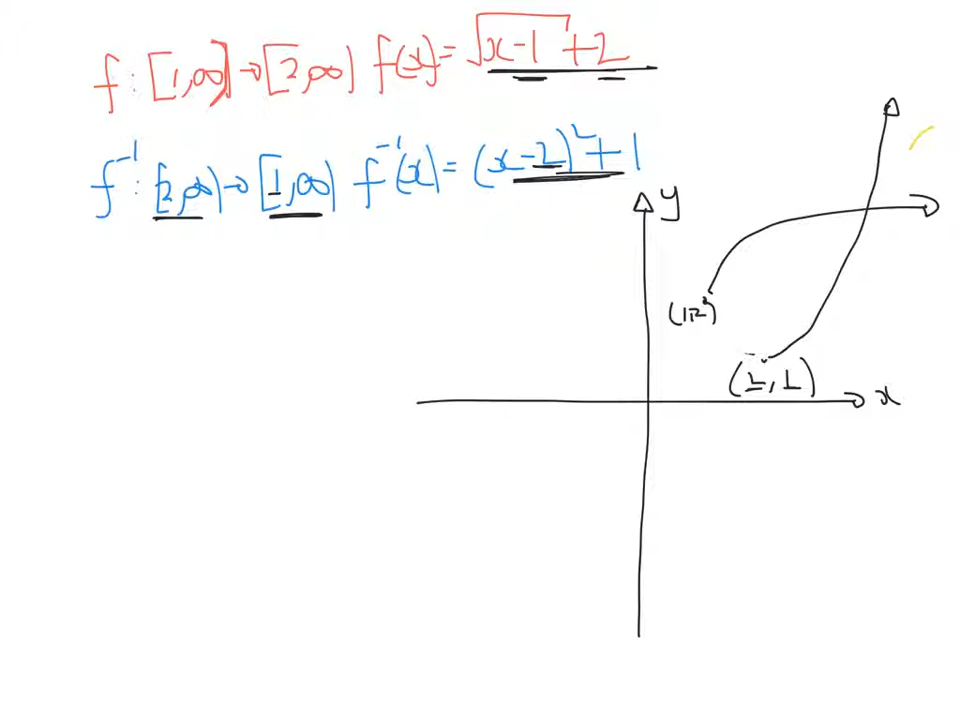 f : [1,∞) → [2,∞) f(x) = √(x-1) + 2
f⁻¹ : [2,∞) → [1,∞) f⁻¹(x) = (x-2)² + 1
y
(1,2)
(2,1)
x